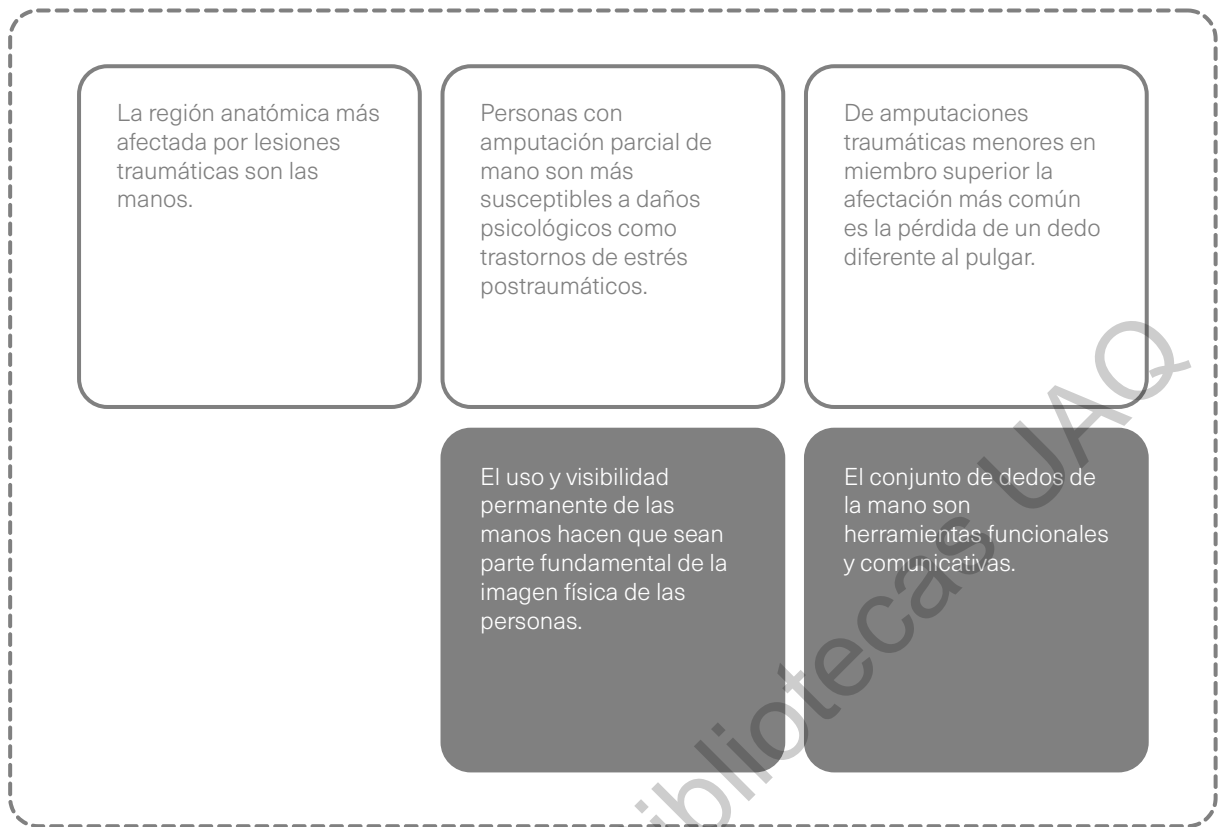 La región anatómica más
afectada por lesiones
traumáticas son las
manos.
Personas con
amputación parcial de
mano son más
susceptibles a daños
psicológicos como
trastornos de estrés
postraumáticos.
De amputaciones
traumáticas menores en
miembro superior la
afectación más común
es la pérdida de un dedo
diferente al pulgar.
El uso y visibilidad
permanente de las
manos hacen que sean
parte fundamental de la
imagen física de las
personas.
El conjunto de dedos de
la mano son
herramientas funcionales
y comunicativas.
ibliotecas UAQ